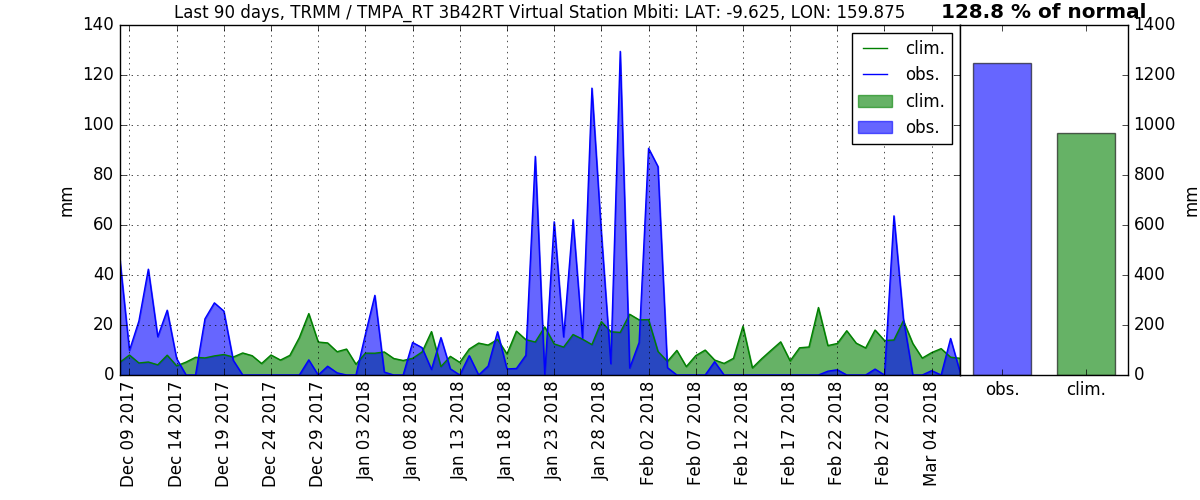 Last 90 days, TRMM / TMPA_RT 3B42RT Virtual Station Mbiti: LAT: -9.625, LON: 159.875
128.8 % of normal
140
120
100
80
60
40
20
0
mm
clim.
obs.
clim.
obs.
1400
1200
1000
800
600
400
200
0
mm
obs.
clim.
Dec 09 2017
Dec 14 2017
Dec 19 2017
Dec 24 2017
Dec 29 2017
Jan 03 2018
Jan 08 2018
Jan 13 2018
Jan 18 2018
Jan 23 2018
Jan 28 2018
Feb 02 2018
Feb 07 2018
Feb 12 2018
Feb 17 2018
Feb 22 2018
Feb 27 2018
Mar 04 2018